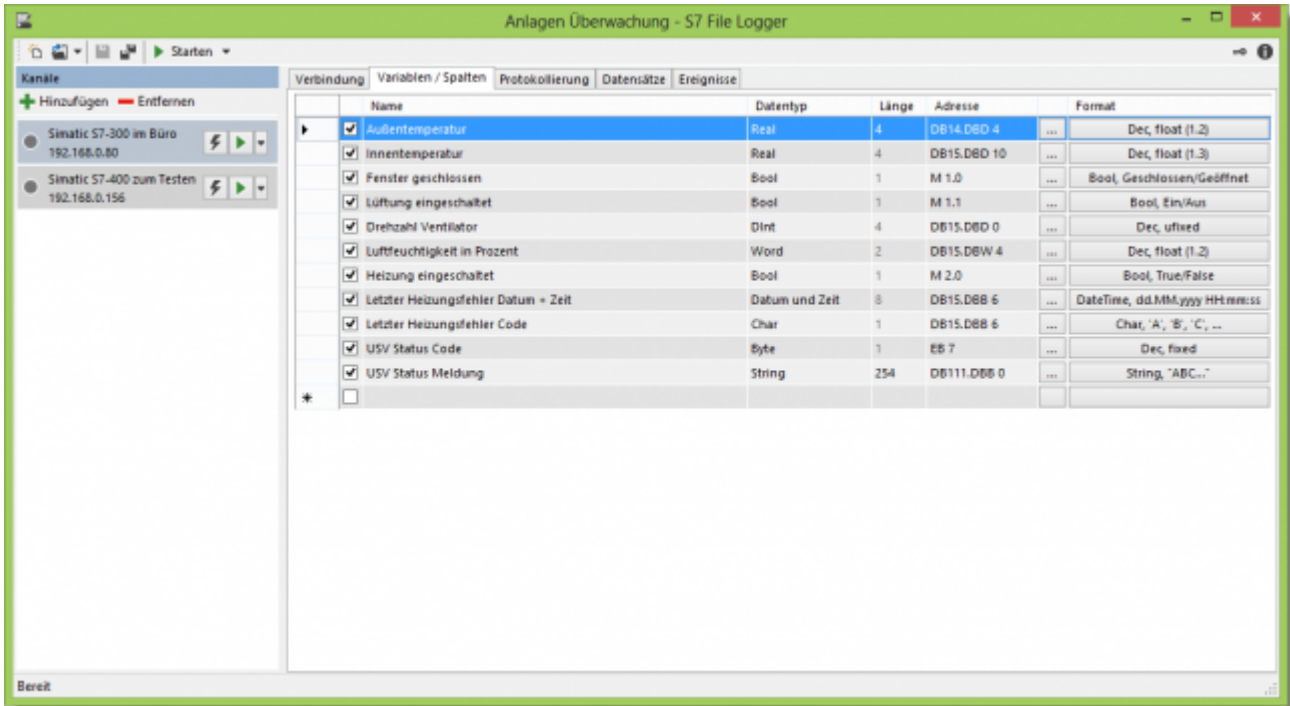 Anlagen Überwachung - S7 File Logger
Starten
Kanäle
Hinzufügen Entfernen
Simatic S7-300 im Büro
192.168.0.80
Simatic S7-400 zum Testen
192.168.0.156
Verbindung Variablen / Spalten Protokollierung Datensätze Ereignisse
Name Datentyp Länge Adresse Format
Außentemperatur Real 4 DB14.DBD 4 ... Dec, float (1.2)
Innentemperatur Real 4 DB15.DBD 10 ... Dec, float (1.3)
Fenster geschlossen Bool 1 M 1.0 ... Bool, Geschlossen/Geöffnet
Lüftung eingeschaltet Bool 1 M 1.1 ... Bool, Ein/Aus
Drehzahl Ventilator DInt 4 DB15.DBD 0 ... Dec, ufixed
Luftfeuchtigkeit in Prozent Word 2 DB15.DBW 4 ... Dec, float (1.2)
Heizung eingeschaltet Bool 1 M 2.0 ... Bool, True/False
Letzter Heizungsfehler Datum + Zeit Datum und Zeit 8 DB15.DBB 6 ... DateTime, dd.MM.yyyy HH:mm:ss
Letzter Heizungsfehler Code Char 1 DB15.DBB 6 ... Char, 'A', 'B', 'C', ...
USV Status Code Byte 1 EB 7 ... Dec, fixed
USV Status Meldung String 254 DB111.DBB 0 ... String, "ABC..."
Bereit